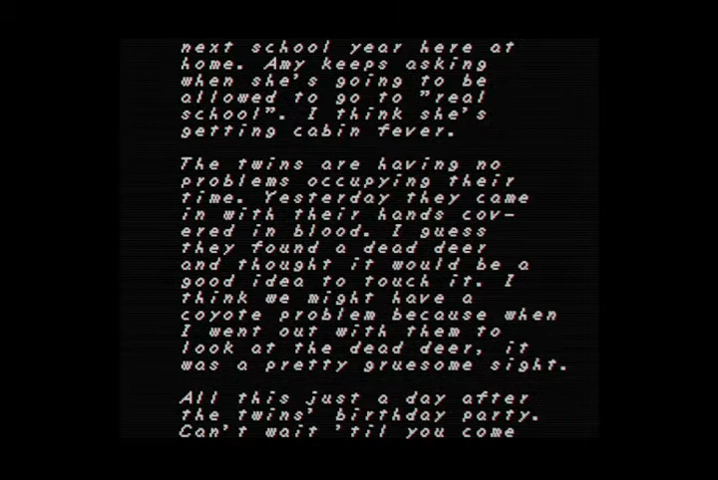 next school year here at
home. Amy keeps asking
when she's going to be
allowed to go to "real
school". I think she's
getting cabin fever.
The twins are having no
problems occupying their
time. Yesterday they came
in with their hands cov-
ered in blood. I guess
they found a dead deer
and thought it would be a
good idea to touch it. I
think we might have a
coyote problem because when
I went out with them to
look at the dead deer, it
was a pretty gruesome sight.
All this just a day after
the twins' birthday party.
Can't wait 'til you come